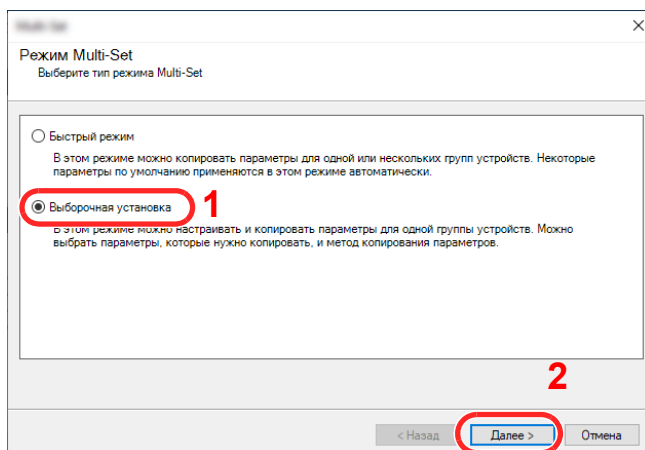 Режим Multi-Set
Выберите тип режима Multi-Set
Быстрый режим
В этом режиме можно копировать параметры для одной или нескольких групп устройств. Некоторые
параметры по умолчанию применяются в этом режиме автоматически.
Выборочная установка 1
В этом режиме можно настраивать и копировать параметры для одной группы устройств. Можно
выбрать параметры, которые нужно копировать, и метод копирования параметров.
2
< Назад Далее > Отмена